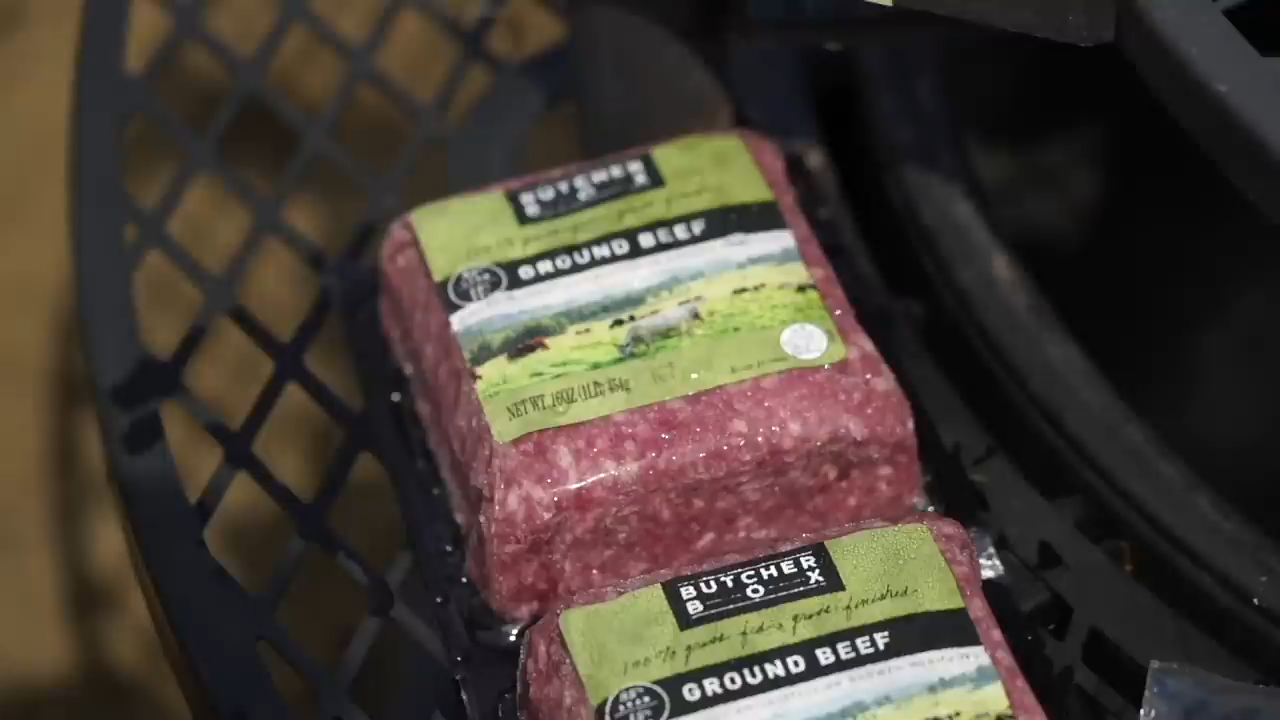 BUTCHER
BOX
GROUND BEEF
NET WT. 16OZ (1LB) 454g
BUTCHER
BOX
100% grass fed & grass finished.
GROUND BEEF